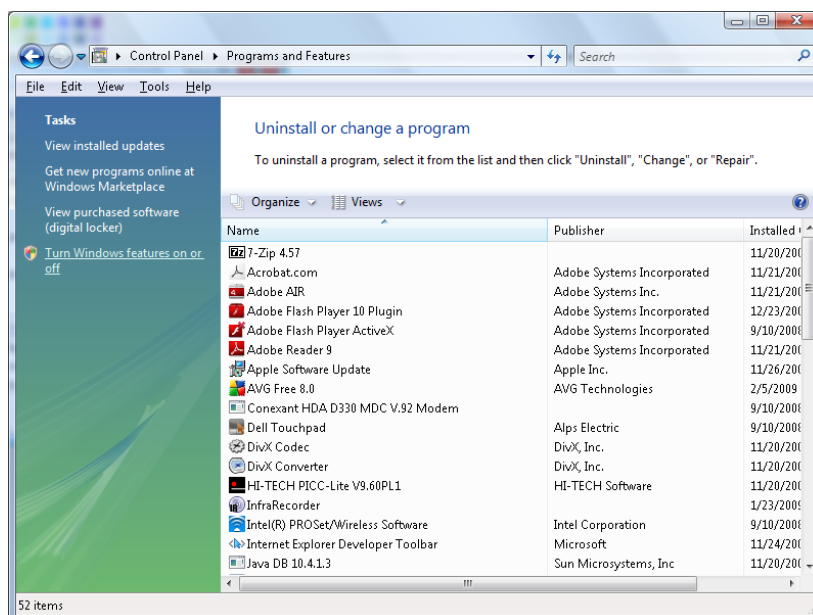 Control Panel Programs and Features
Search
File Edit View Tools Help
Tasks
View installed updates
Get new programs online at
Windows Marketplace
View purchased software
(digital locker)
Turn Windows features on or
off
Uninstall or change a program
To uninstall a program, select it from the list and then click "Uninstall", "Change", or "Repair".
Organize Views
Name Publisher Installed
7-Zip 4.57 11/20/200
Acrobat.com Adobe Systems Incorporated 11/21/200
Adobe AIR Adobe Systems Inc. 11/21/200
Adobe Flash Player 10 Plugin Adobe Systems Incorporated 12/23/200
Adobe Flash Player ActiveX Adobe Systems Incorporated 9/10/2008
Adobe Reader 9 Adobe Systems Incorporated 11/21/200
Apple Software Update Apple Inc. 11/26/200
AVG Free 8.0 AVG Technologies 2/5/2009
Conexant HDA D330 MDC V.92 Modem 9/10/2008
Dell Touchpad Alps Electric 9/10/2008
DivX Codec DivX, Inc. 11/20/200
DivX Converter DivX, Inc. 11/20/200
HI-TECH PICC-Lite V9.60PL1 HI-TECH Software 11/20/200
InfraRecorder 1/23/2009
Intel(R) PROSet/Wireless Software Intel Corporation 9/10/2008
Internet Explorer Developer Toolbar Microsoft 11/24/200
Java DB 10.4.1.3 Sun Microsystems, Inc 11/20/200
52 items